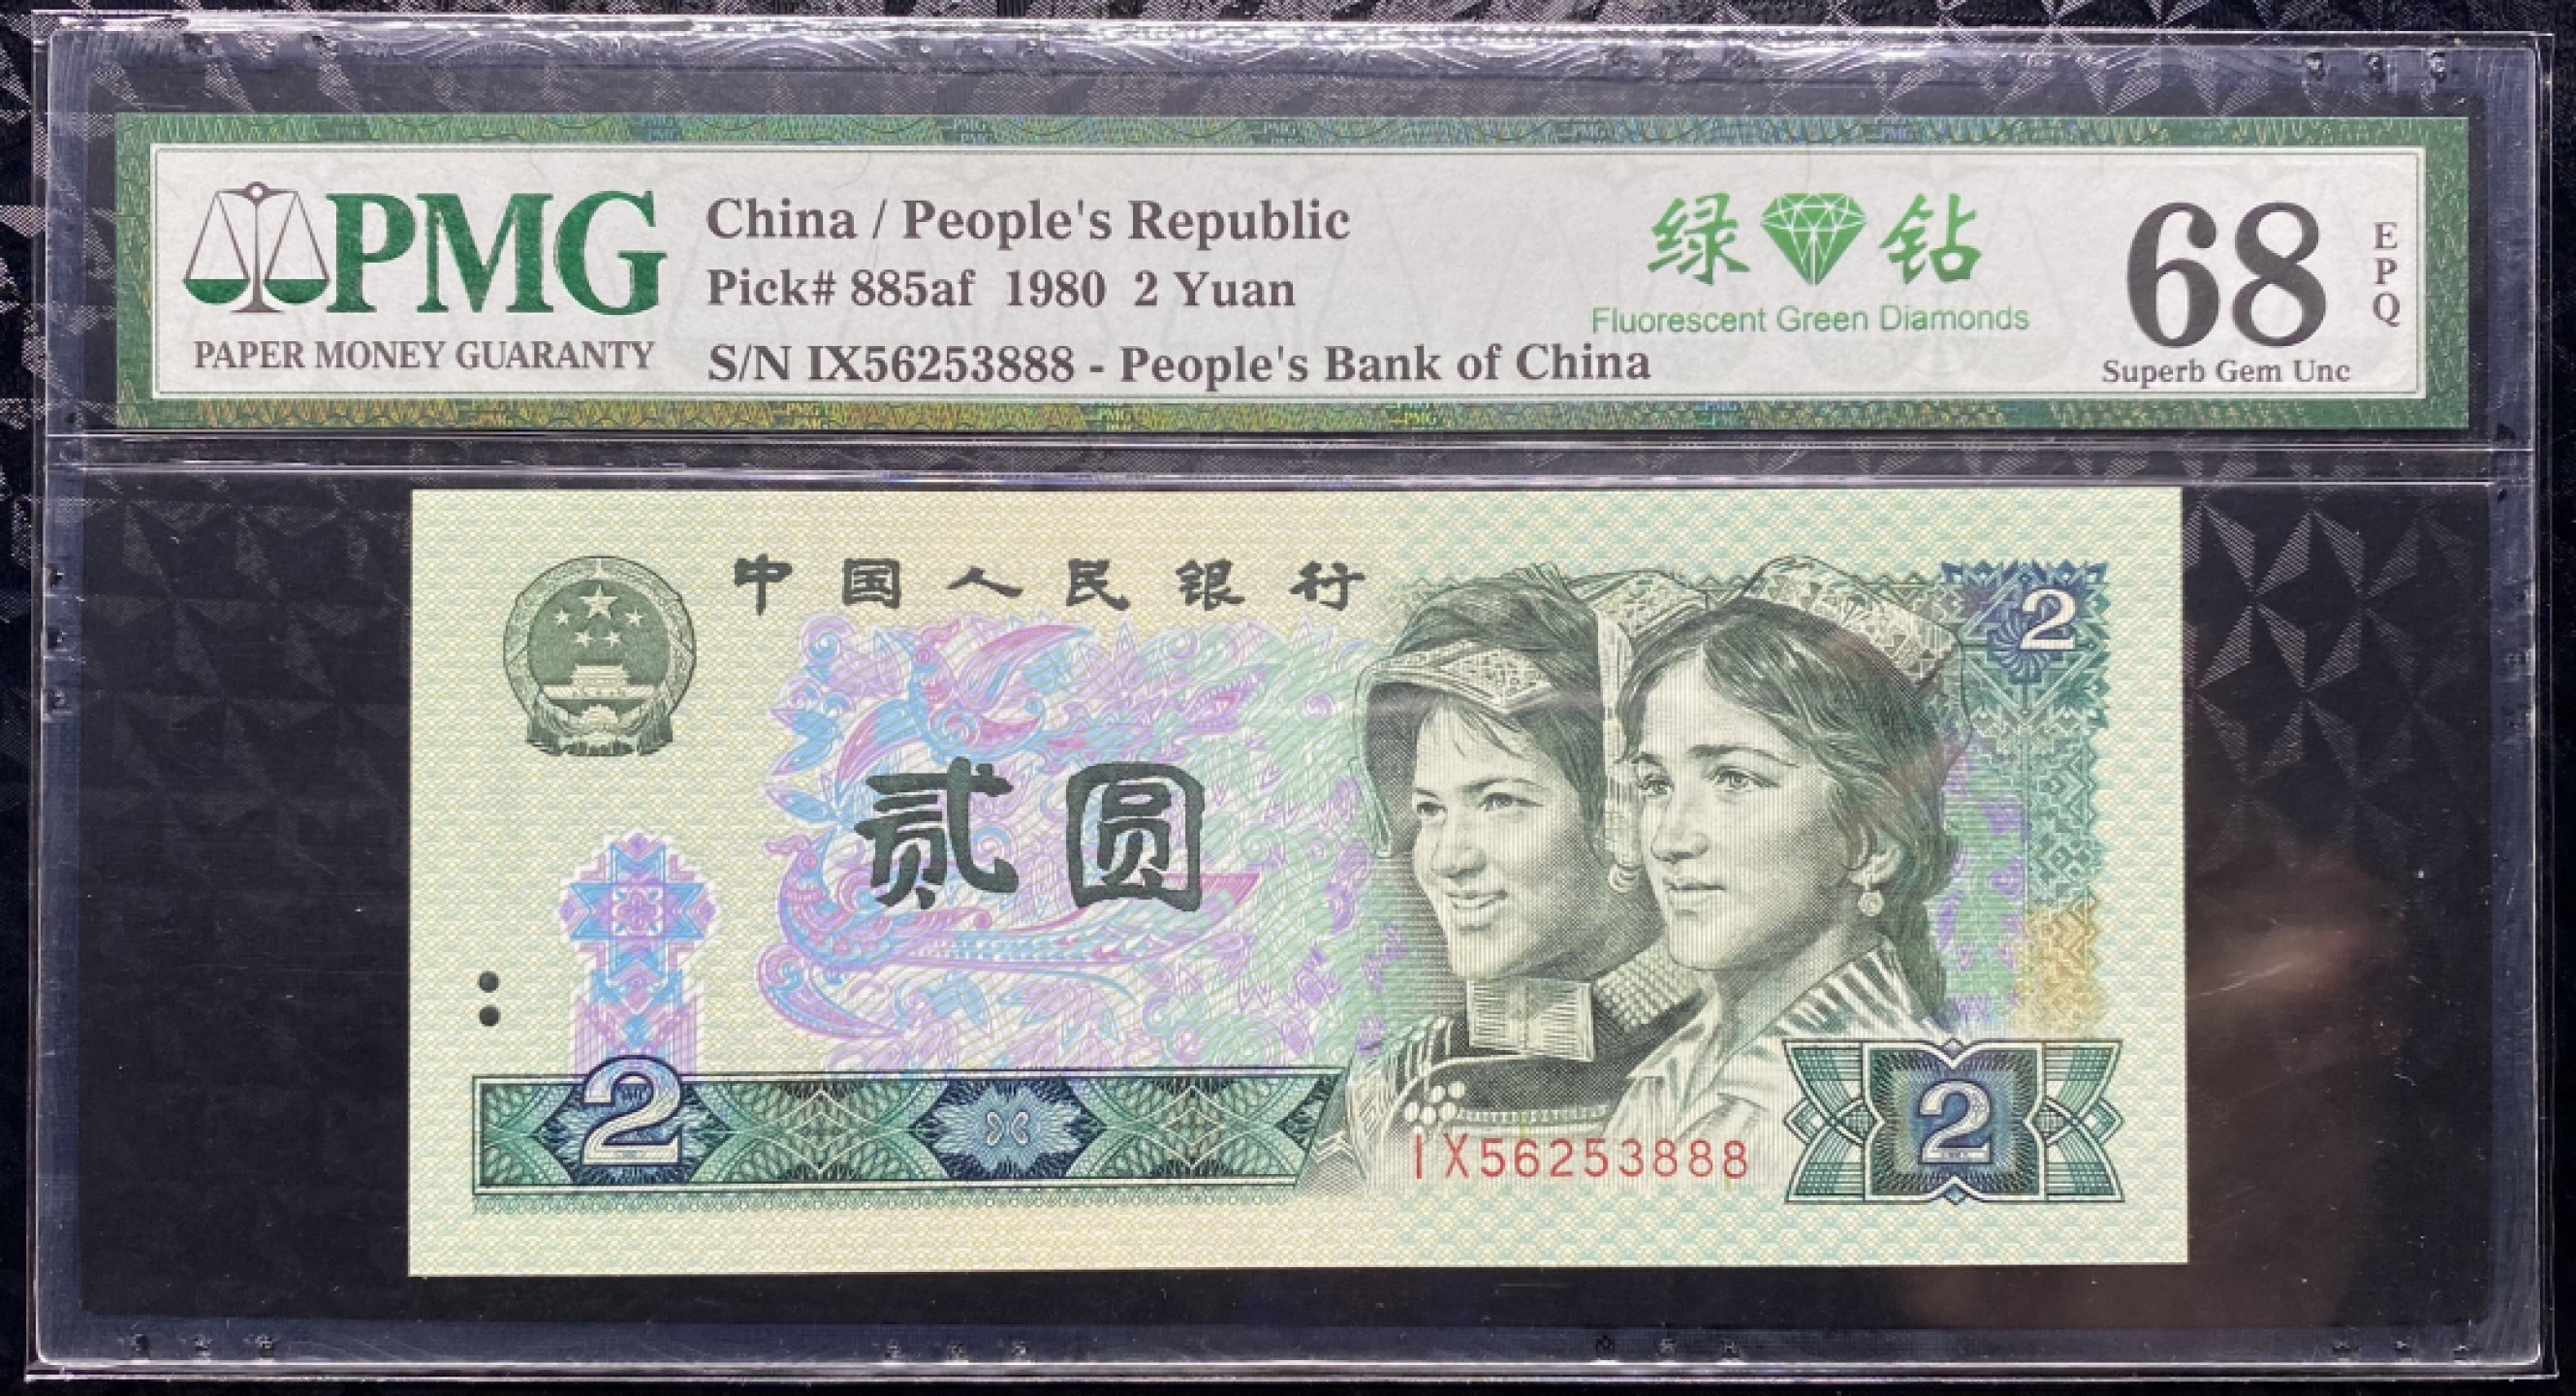 PMG
PAPER MONEY GUARANTY
China / People's Republic
Pick# 885af 1980 2 Yuan
S/N IX56253888 - People's Bank of China
绿钻
Fluorescent Green Diamonds
68
EPQ
Superb Gem Unc
中国人民银行
2
贰圆
2
IX56253888
2